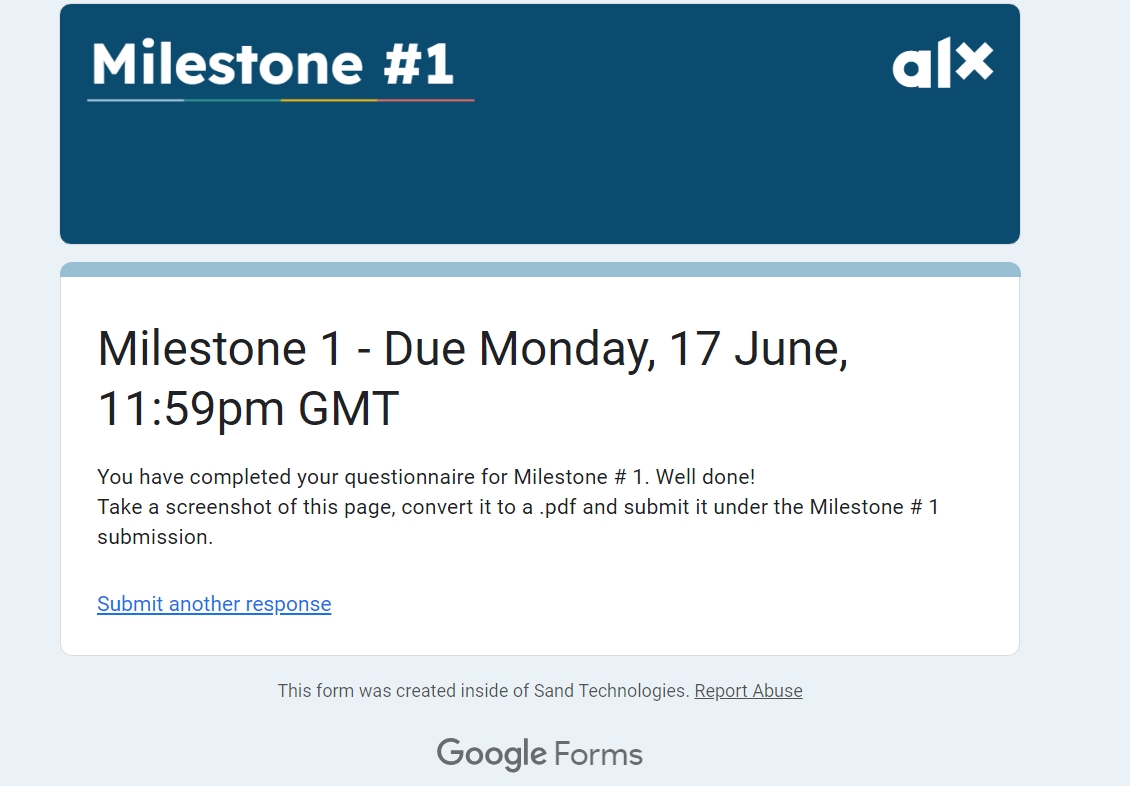 Milestone #1
alx
Milestone 1 - Due Monday, 17 June,
11:59pm GMT
You have completed your questionnaire for Milestone # 1. Well done!
Take a screenshot of this page, convert it to a .pdf and submit it under the Milestone # 1
submission.
Submit another response
This form was created inside of Sand Technologies. Report Abuse
Google Forms